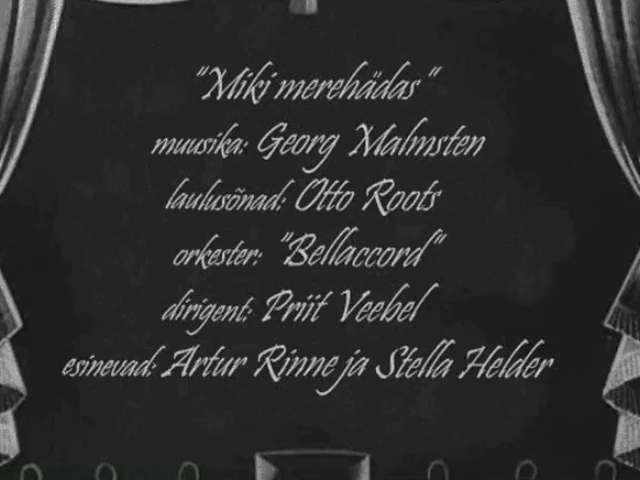 "Miki merehädas"
muusika: Georg Malmsten
laulusõnad: Otto Roots
orkester: "Bellaccord"
dirigent: Priit Veebel
esinevad: Artur Rinne ja Stella Helder